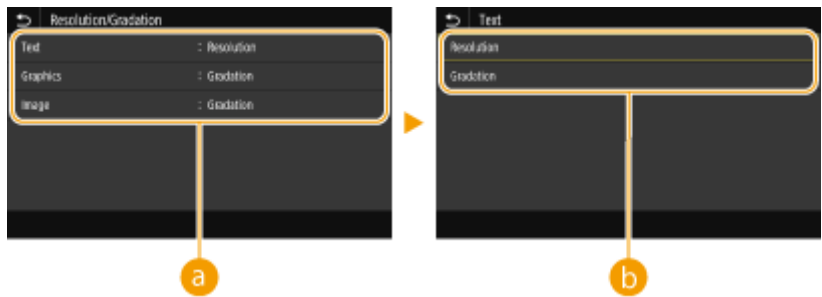 Resolution/Gradation
Text : Resolution
Graphics : Gradation
Image : Gradation
a
Text
Resolution
Gradation
b